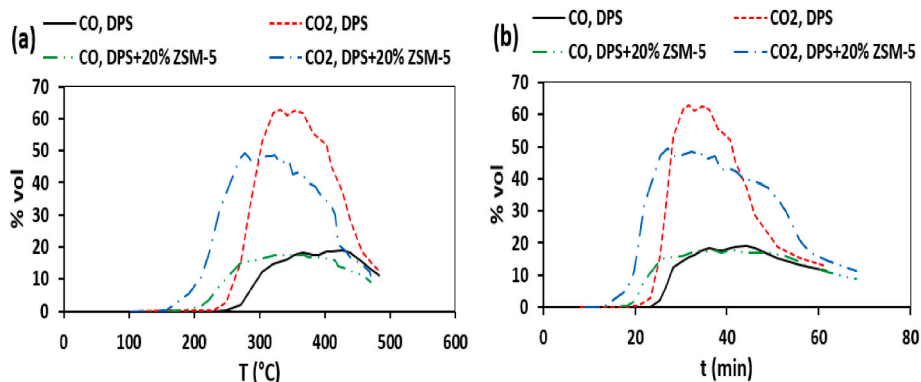 (a)
CO, DPS
CO2, DPS
CO, DPS+20% ZSM-5
CO2, DPS+20% ZSM-5
70
60
50
40
30
20
10
0
% vol
0 100 200 300 400 500 600
T (°C)
(b)
CO, DPS
CO2, DPS
CO, DPS+20% ZSM-5
CO2, DPS+20% ZSM-5
70
60
50
40
30
20
10
0
% vol
0 20 40 60 80
t (min)